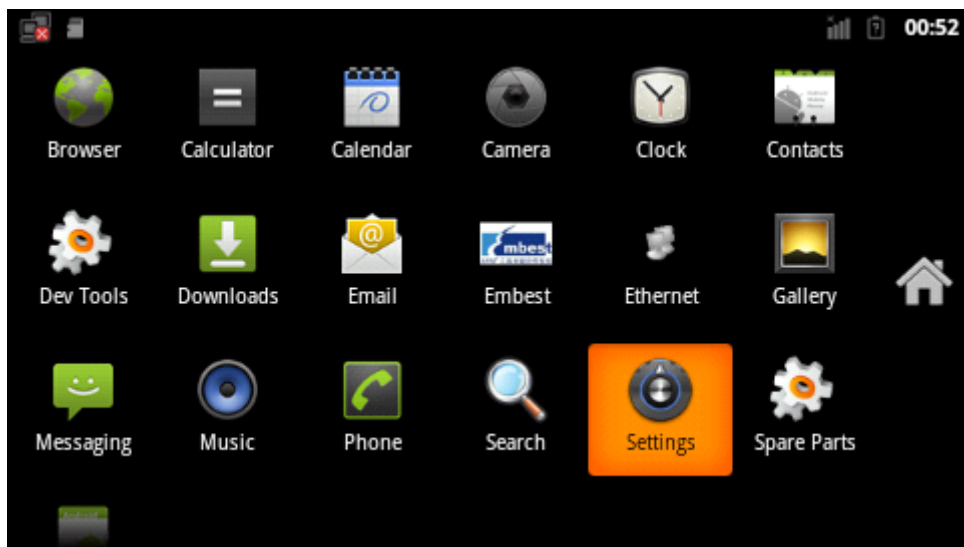 00:52
Browser Calculator Calendar Camera Clock Contacts
@
mbest
Dev Tools Downloads Email Embest Ethernet Gallery
Messaging Music Phone Search Settings Spare Parts